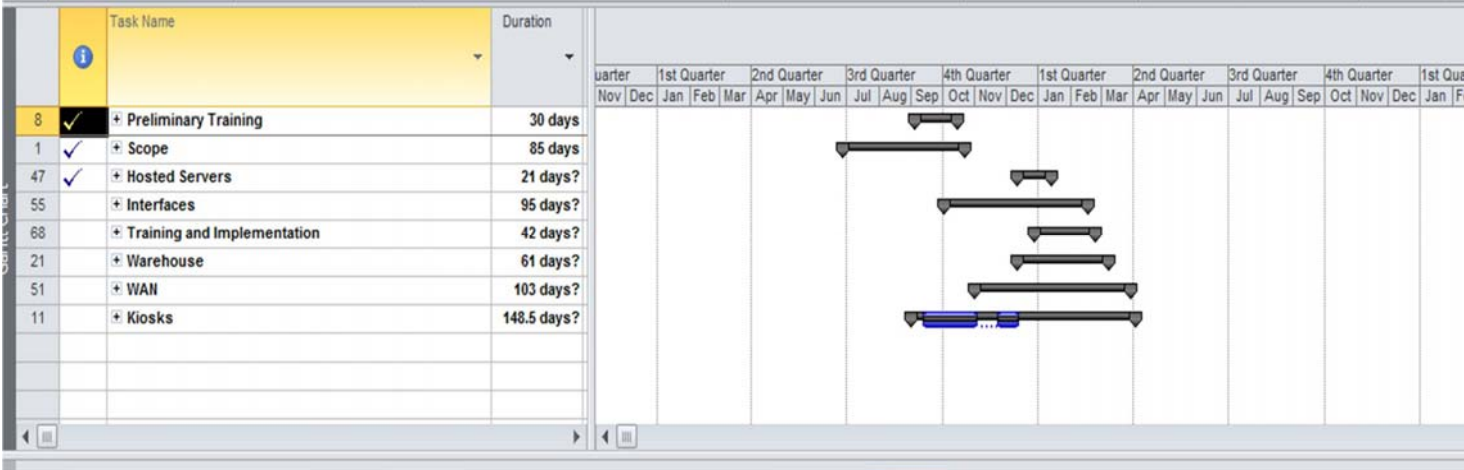 Task Name Duration
uarter 1st Quarter 2nd Quarter 3rd Quarter 4th Quarter 1st Quarter 2nd Quarter 3rd Quarter 4th Quarter 1st Qua
Nov Dec Jan Feb Mar Apr May Jun Jul Aug Sep Oct Nov Dec Jan Feb Mar Apr May Jun Jul Aug Sep Oct Nov Dec Jan F
8 Preliminary Training 30 days
1 Scope 85 days
47 Hosted Servers 21 days?
55 Interfaces 95 days?
68 Training and Implementation 42 days?
21 Warehouse 61 days?
51 WAN 103 days?
11 Kiosks 148.5 days?
Gantt Chart